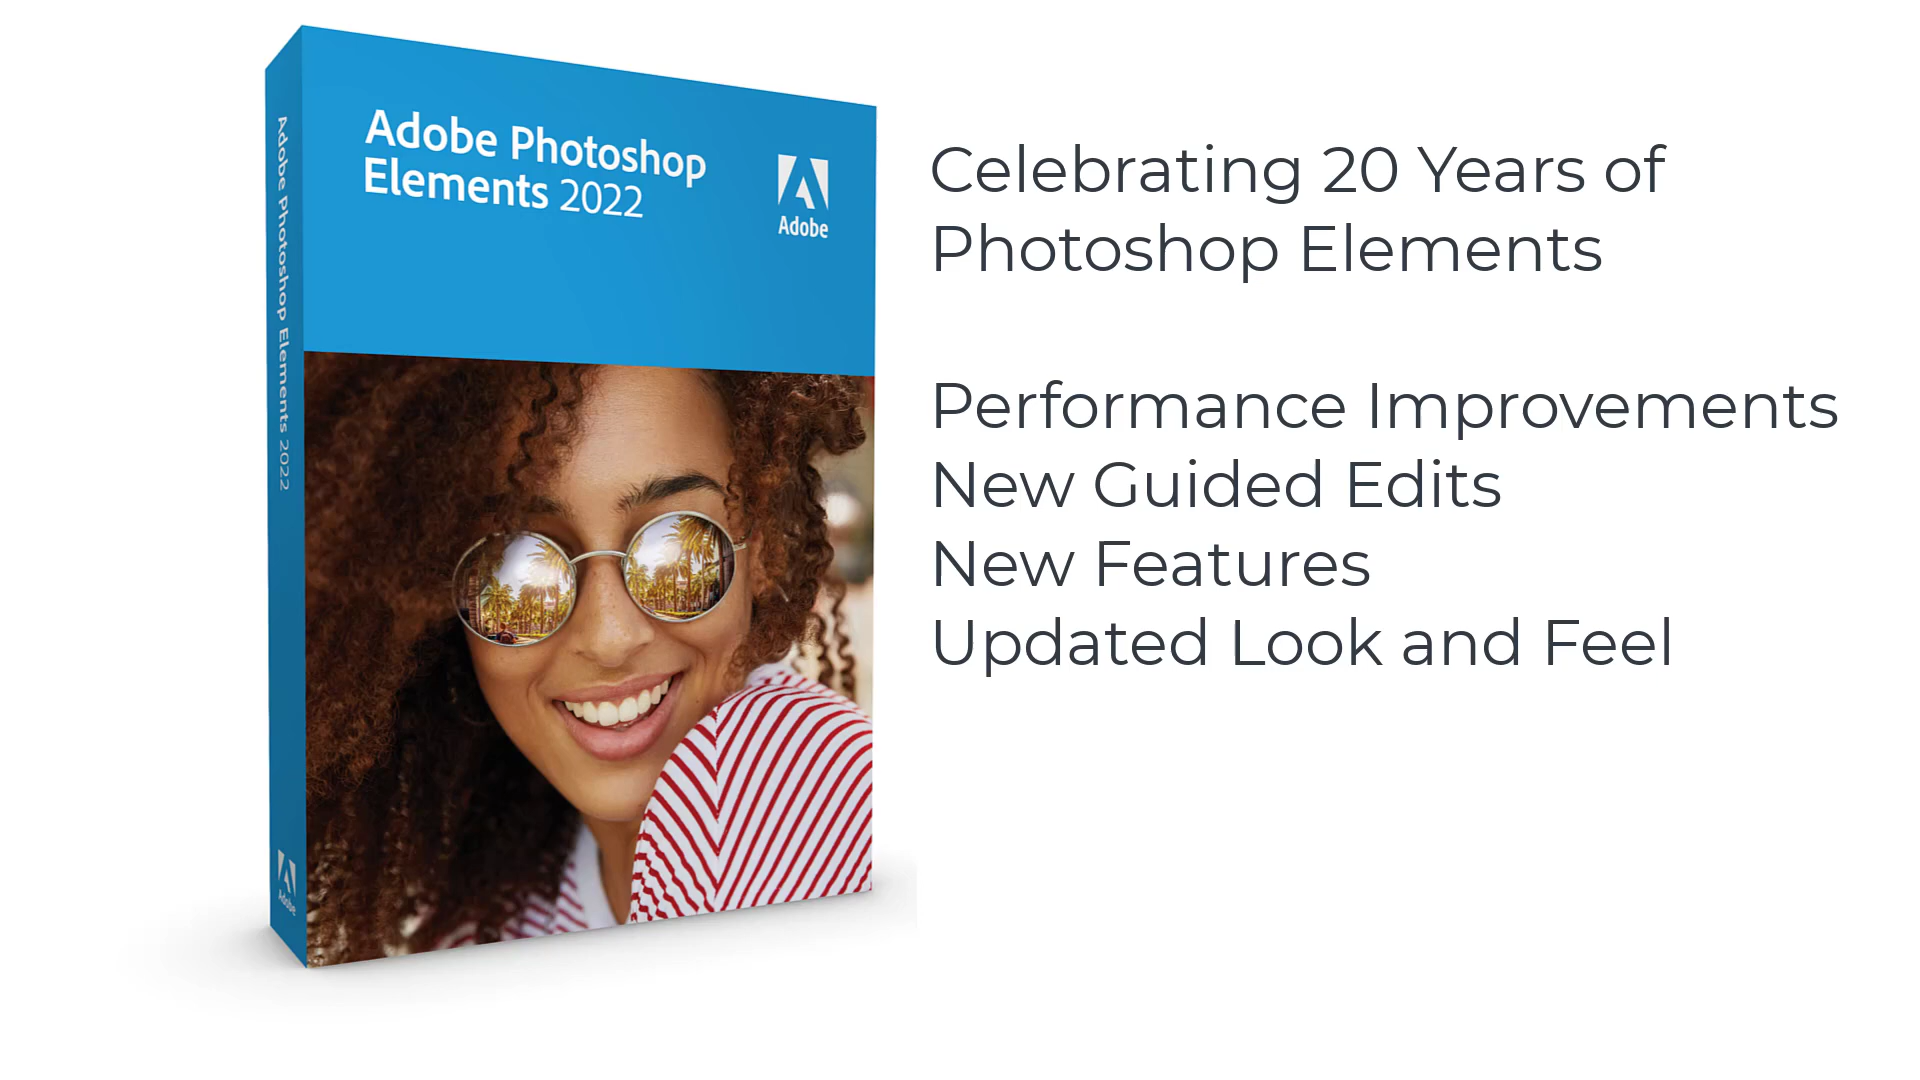 Adobe Photoshop
Elements 2022
Adobe
Adobe Photoshop Elements 2022
Adobe
Celebrating 20 Years of
Photoshop Elements
Performance Improvements
New Guided Edits
New Features
Updated Look and Feel